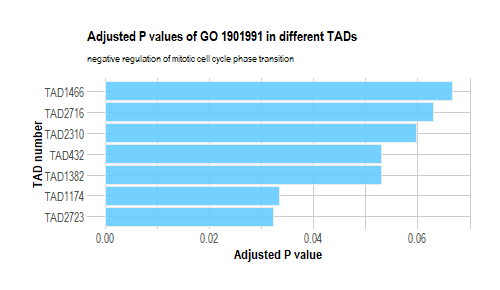 Adjusted P values of GO 1901991 in different TADs
negative regulation of mitotic cell cycle phase transition
TAD number
TAD1466
TAD2716
TAD2310
TAD432
TAD1382
TAD1174
TAD2723
0.00 0.02 0.04 0.06
Adjusted P value